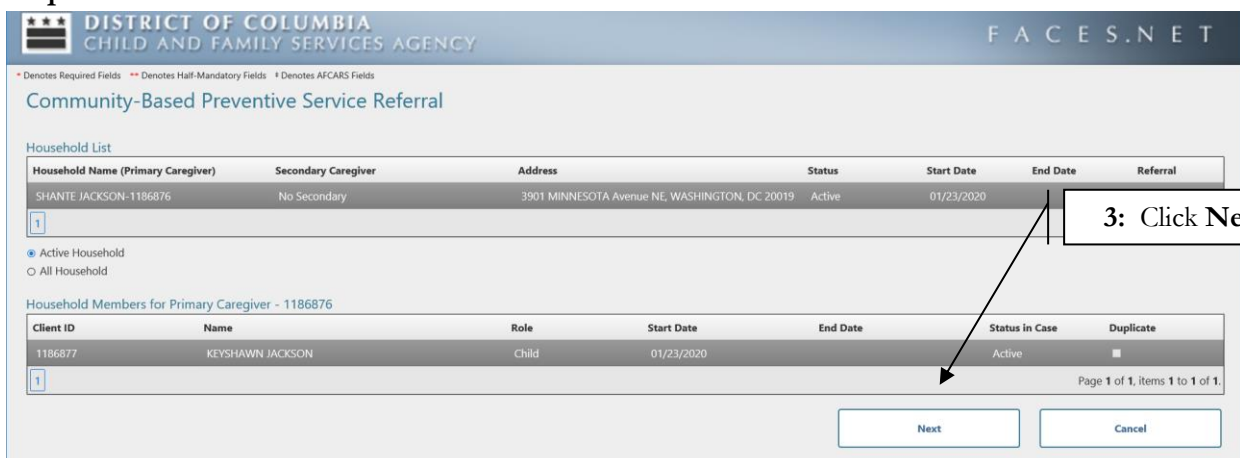 DISTRICT OF COLUMBIA
CHILD AND FAMILY SERVICES AGENCY
FACES.NET
* Denotes Required Fields ** Denotes Half-Mandatory Fields ‡ Denotes AFCARS Fields
Community-Based Preventive Service Referral
Household List
Household Name (Primary Caregiver) Secondary Caregiver Address Status Start Date End Date Referral
SHANTE JACKSON-1186876 No Secondary 3901 MINNESOTA Avenue NE, WASHINGTON, DC 20019 Active 01/23/2020
1
3: Click Ne
Active Household
All Household
Household Members for Primary Caregiver - 1186876
Client ID Name Role Start Date End Date Status in Case Duplicate
1186877 KEYSHAWN JACKSON Child 01/23/2020 Active
1 Page 1 of 1, items 1 to 1 of 1.
Next Cancel